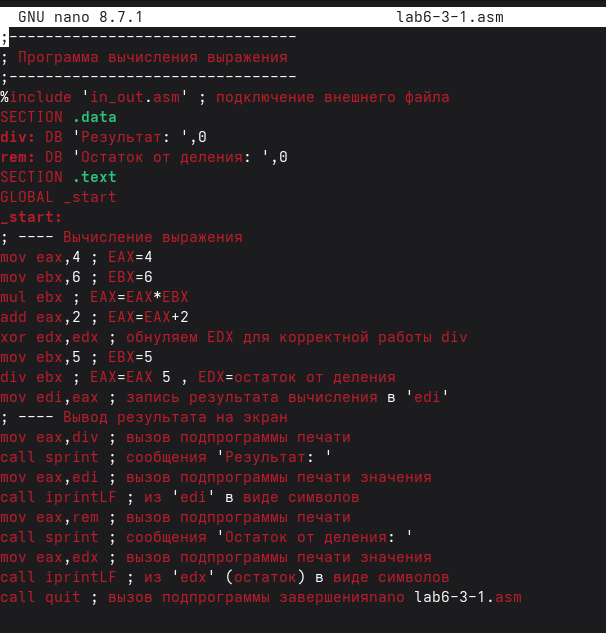 GNU nano 8.7.1 lab6-3-1.asm
;--------------------------------
; Программа вычисления выражения
;--------------------------------
%include 'in_out.asm' ; подключение внешнего файла
SECTION .data
div: DB 'Результат: ',0
rem: DB 'Остаток от деления: ',0
SECTION .text
GLOBAL _start
_start:
; ---- Вычисление выражения
mov eax,4 ; EAX=4
mov ebx,6 ; EBX=6
mul ebx ; EAX=EAX*EBX
add eax,2 ; EAX=EAX+2
xor edx,edx ; обнуляем EDX для корректной работы div
mov ebx,5 ; EBX=5
div ebx ; EAX=EAX 5 , EDX=остаток от деления
mov edi,eax ; запись результата вычисления в 'edi'
; ---- Вывод результата на экран
mov eax,div ; вызов подпрограммы печати
call sprint ; сообщения 'Результат: '
mov eax,edi ; вызов подпрограммы печати значения
call iprintLF ; из 'edi' в виде символов
mov eax,rem ; вызов подпрограммы печати
call sprint ; сообщения 'Остаток от деления: '
mov eax,edx ; вызов подпрограммы печати значения
call iprintLF ; из 'edx' (остаток) в виде символов
call quit ; вызов подпрограммы завершенияnano lab6-3-1.asm